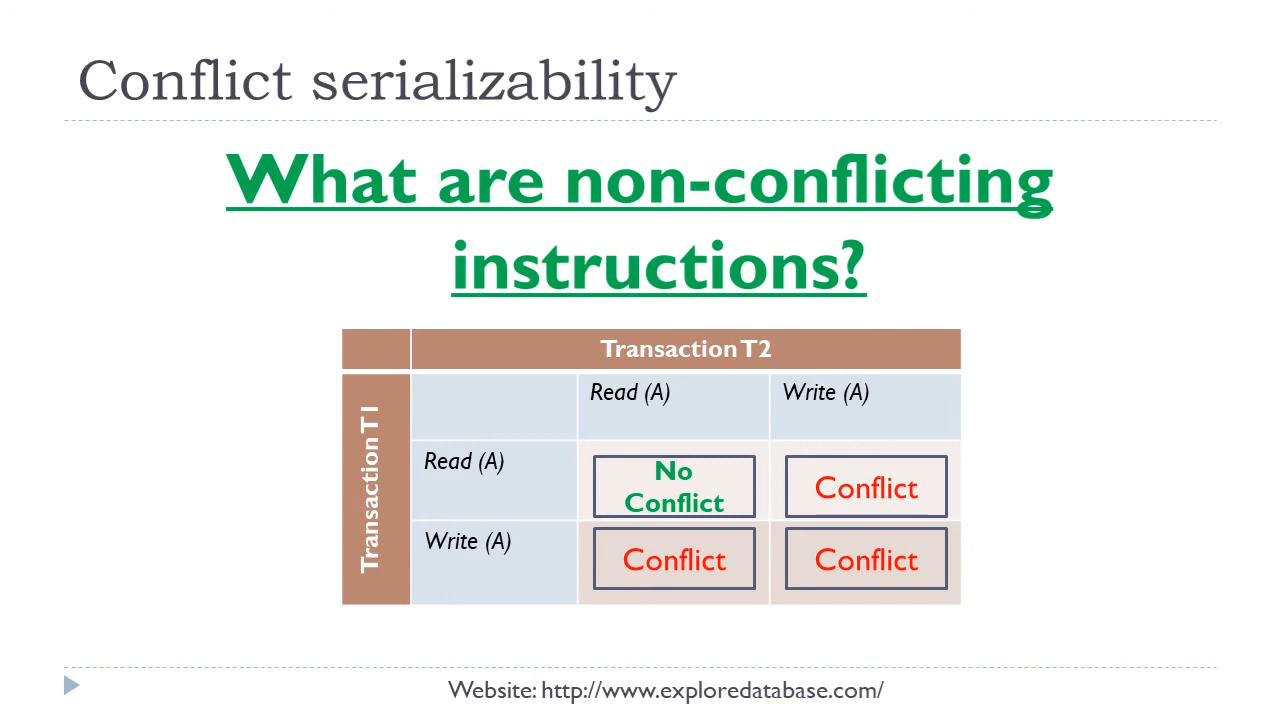 Conflict serializability
What are non-conflicting
instructions?
Transaction T2
Transaction T1
Read (A)
Write (A)
Read (A)
No
Conflict
Conflict
Write (A)
Conflict
Conflict
Website: http://www.exploredatabase.com/